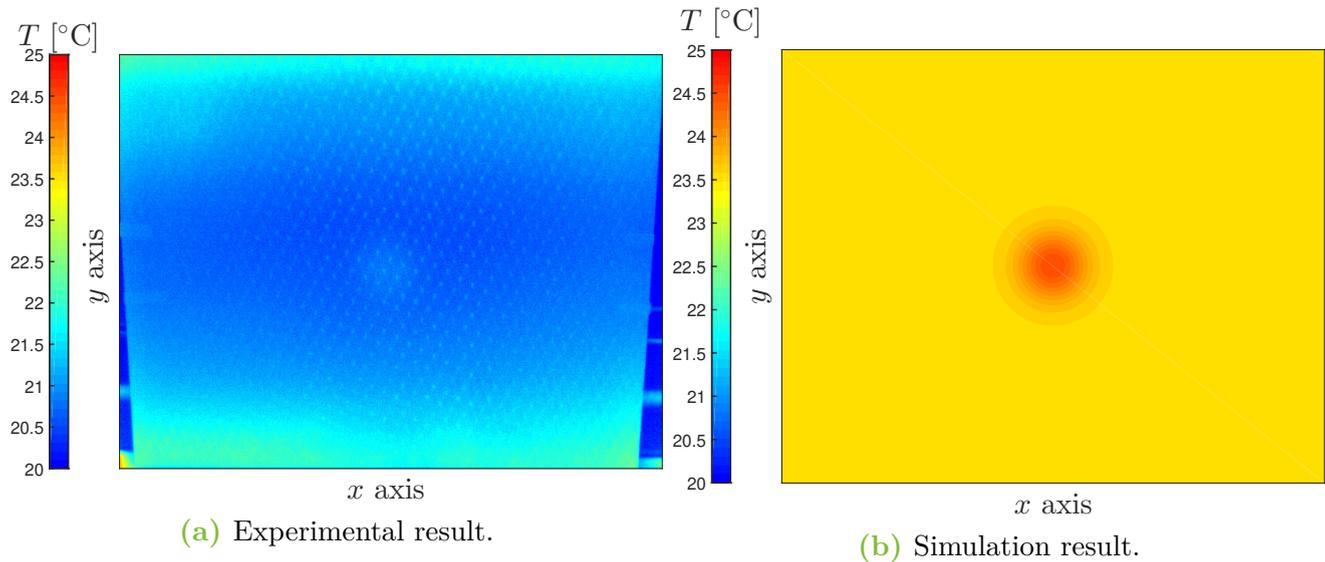 T [°C]
25
24.5
24
23.5
23
22.5
22
21.5
21
20.5
20
y axis
x axis
(a) Experimental result.
T [°C]
25
24.5
24
23.5
23
22.5
22
21.5
21
20.5
20
y axis
x axis
(b) Simulation result.